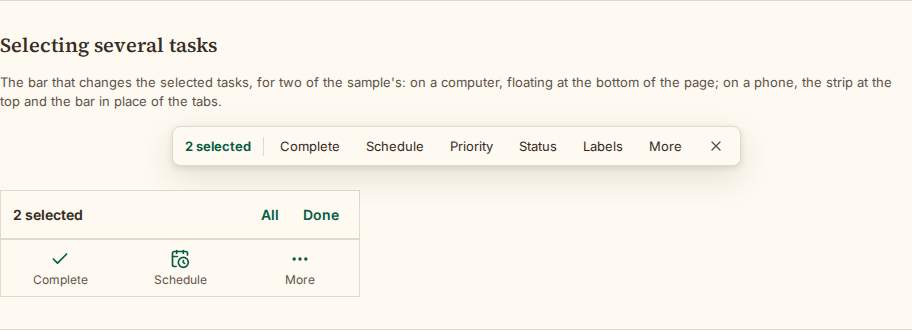 Selecting several tasks
The bar that changes the selected tasks, for two of the sample's: on a computer, floating at the bottom of the page; on a phone, the strip at the
top and the bar in place of the tabs.
2 selected Complete Schedule Priority Status Labels More
2 selected All Done
Complete Schedule More